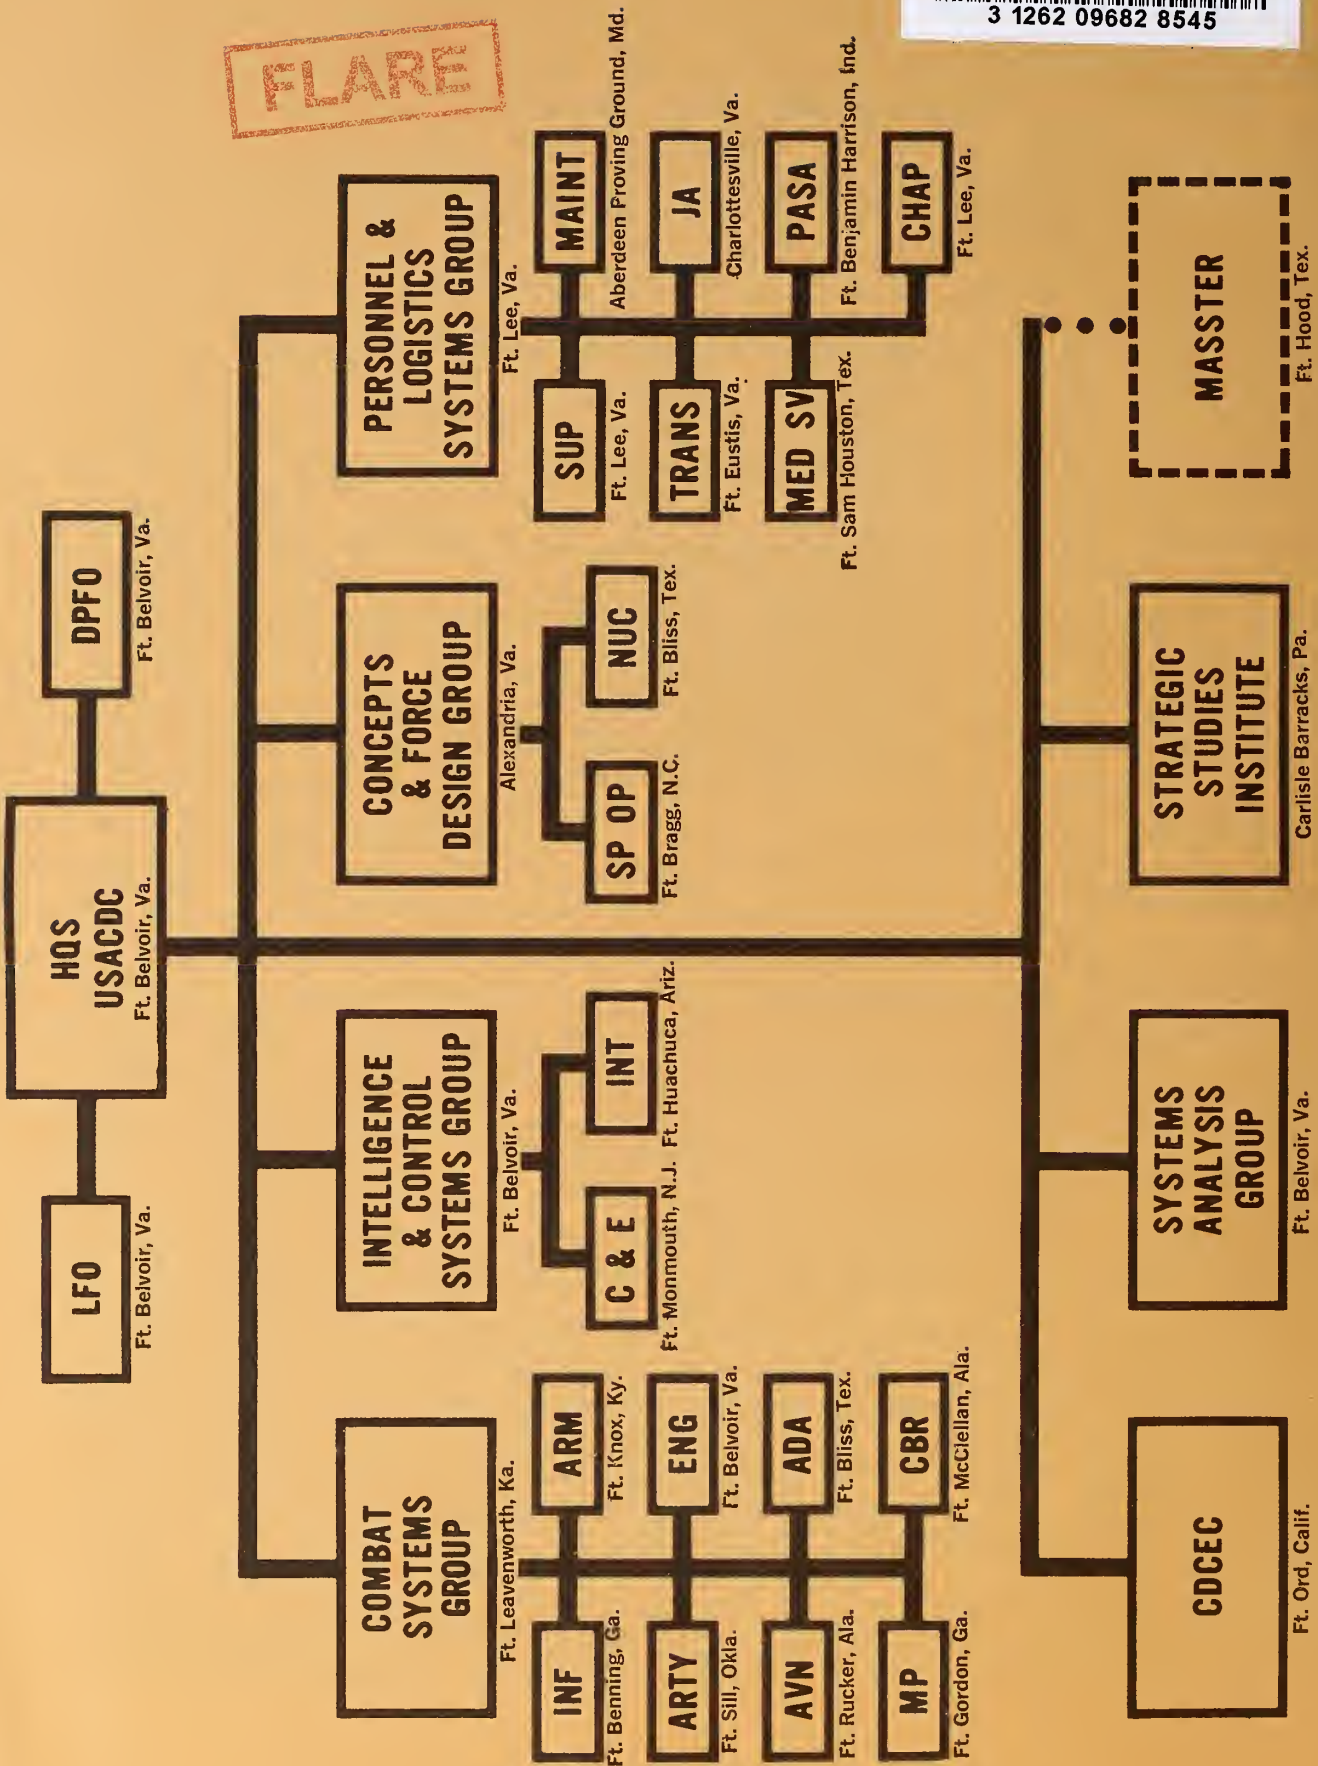 3 1262 09682 8545
FLARE
LFO
Ft. Belvoir, Va.
HQS
USACDC
Ft. Belvoir, Va.
DPFO
Ft. Belvoir, Va.
COMBAT
SYSTEMS
GROUP
Ft. Leavenworth, Ka.
INF
Ft. Benning, Ga.
ARM
Ft. Knox, Ky.
ARTY
Ft. Sill, Okla.
ENG
Ft. Belvoir, Va.
AVN
Ft. Rucker, Ala.
ADA
Ft. Bliss, Tex.
MP
Ft. Gordon, Ga.
CBR
Ft. McClellan, Ala.
INTELLIGENCE
& CONTROL
SYSTEMS GROUP
Ft. Belvoir, Va.
C & E
Ft. Monmouth, N.J.
INT
Ft. Huachuca, Ariz.
CONCEPTS
& FORCE
DESIGN GROUP
Alexandria, Va.
SP OP
Ft. Bragg, N.C.
NUC
Ft. Bliss, Tex.
PERSONNEL &
LOGISTICS
SYSTEMS GROUP
Ft. Lee, Va.
SUP
Ft. Lee, Va.
MAINT
Aberdeen Proving Ground, Md.
TRANS
Ft. Eustis, Va.
JA
Charlottesville, Va.
MED SV
Ft. Sam Houston, Tex.
PASA
Ft. Benjamin Harrison, Ind.
CHAP
Ft. Lee, Va.
CDCEC
Ft. Ord, Calif.
SYSTEMS
ANALYSIS
GROUP
Ft. Belvoir, Va.
STRATEGIC
STUDIES
INSTITUTE
Carlisle Barracks, Pa.
MASSTER
Ft. Hood, Tex.